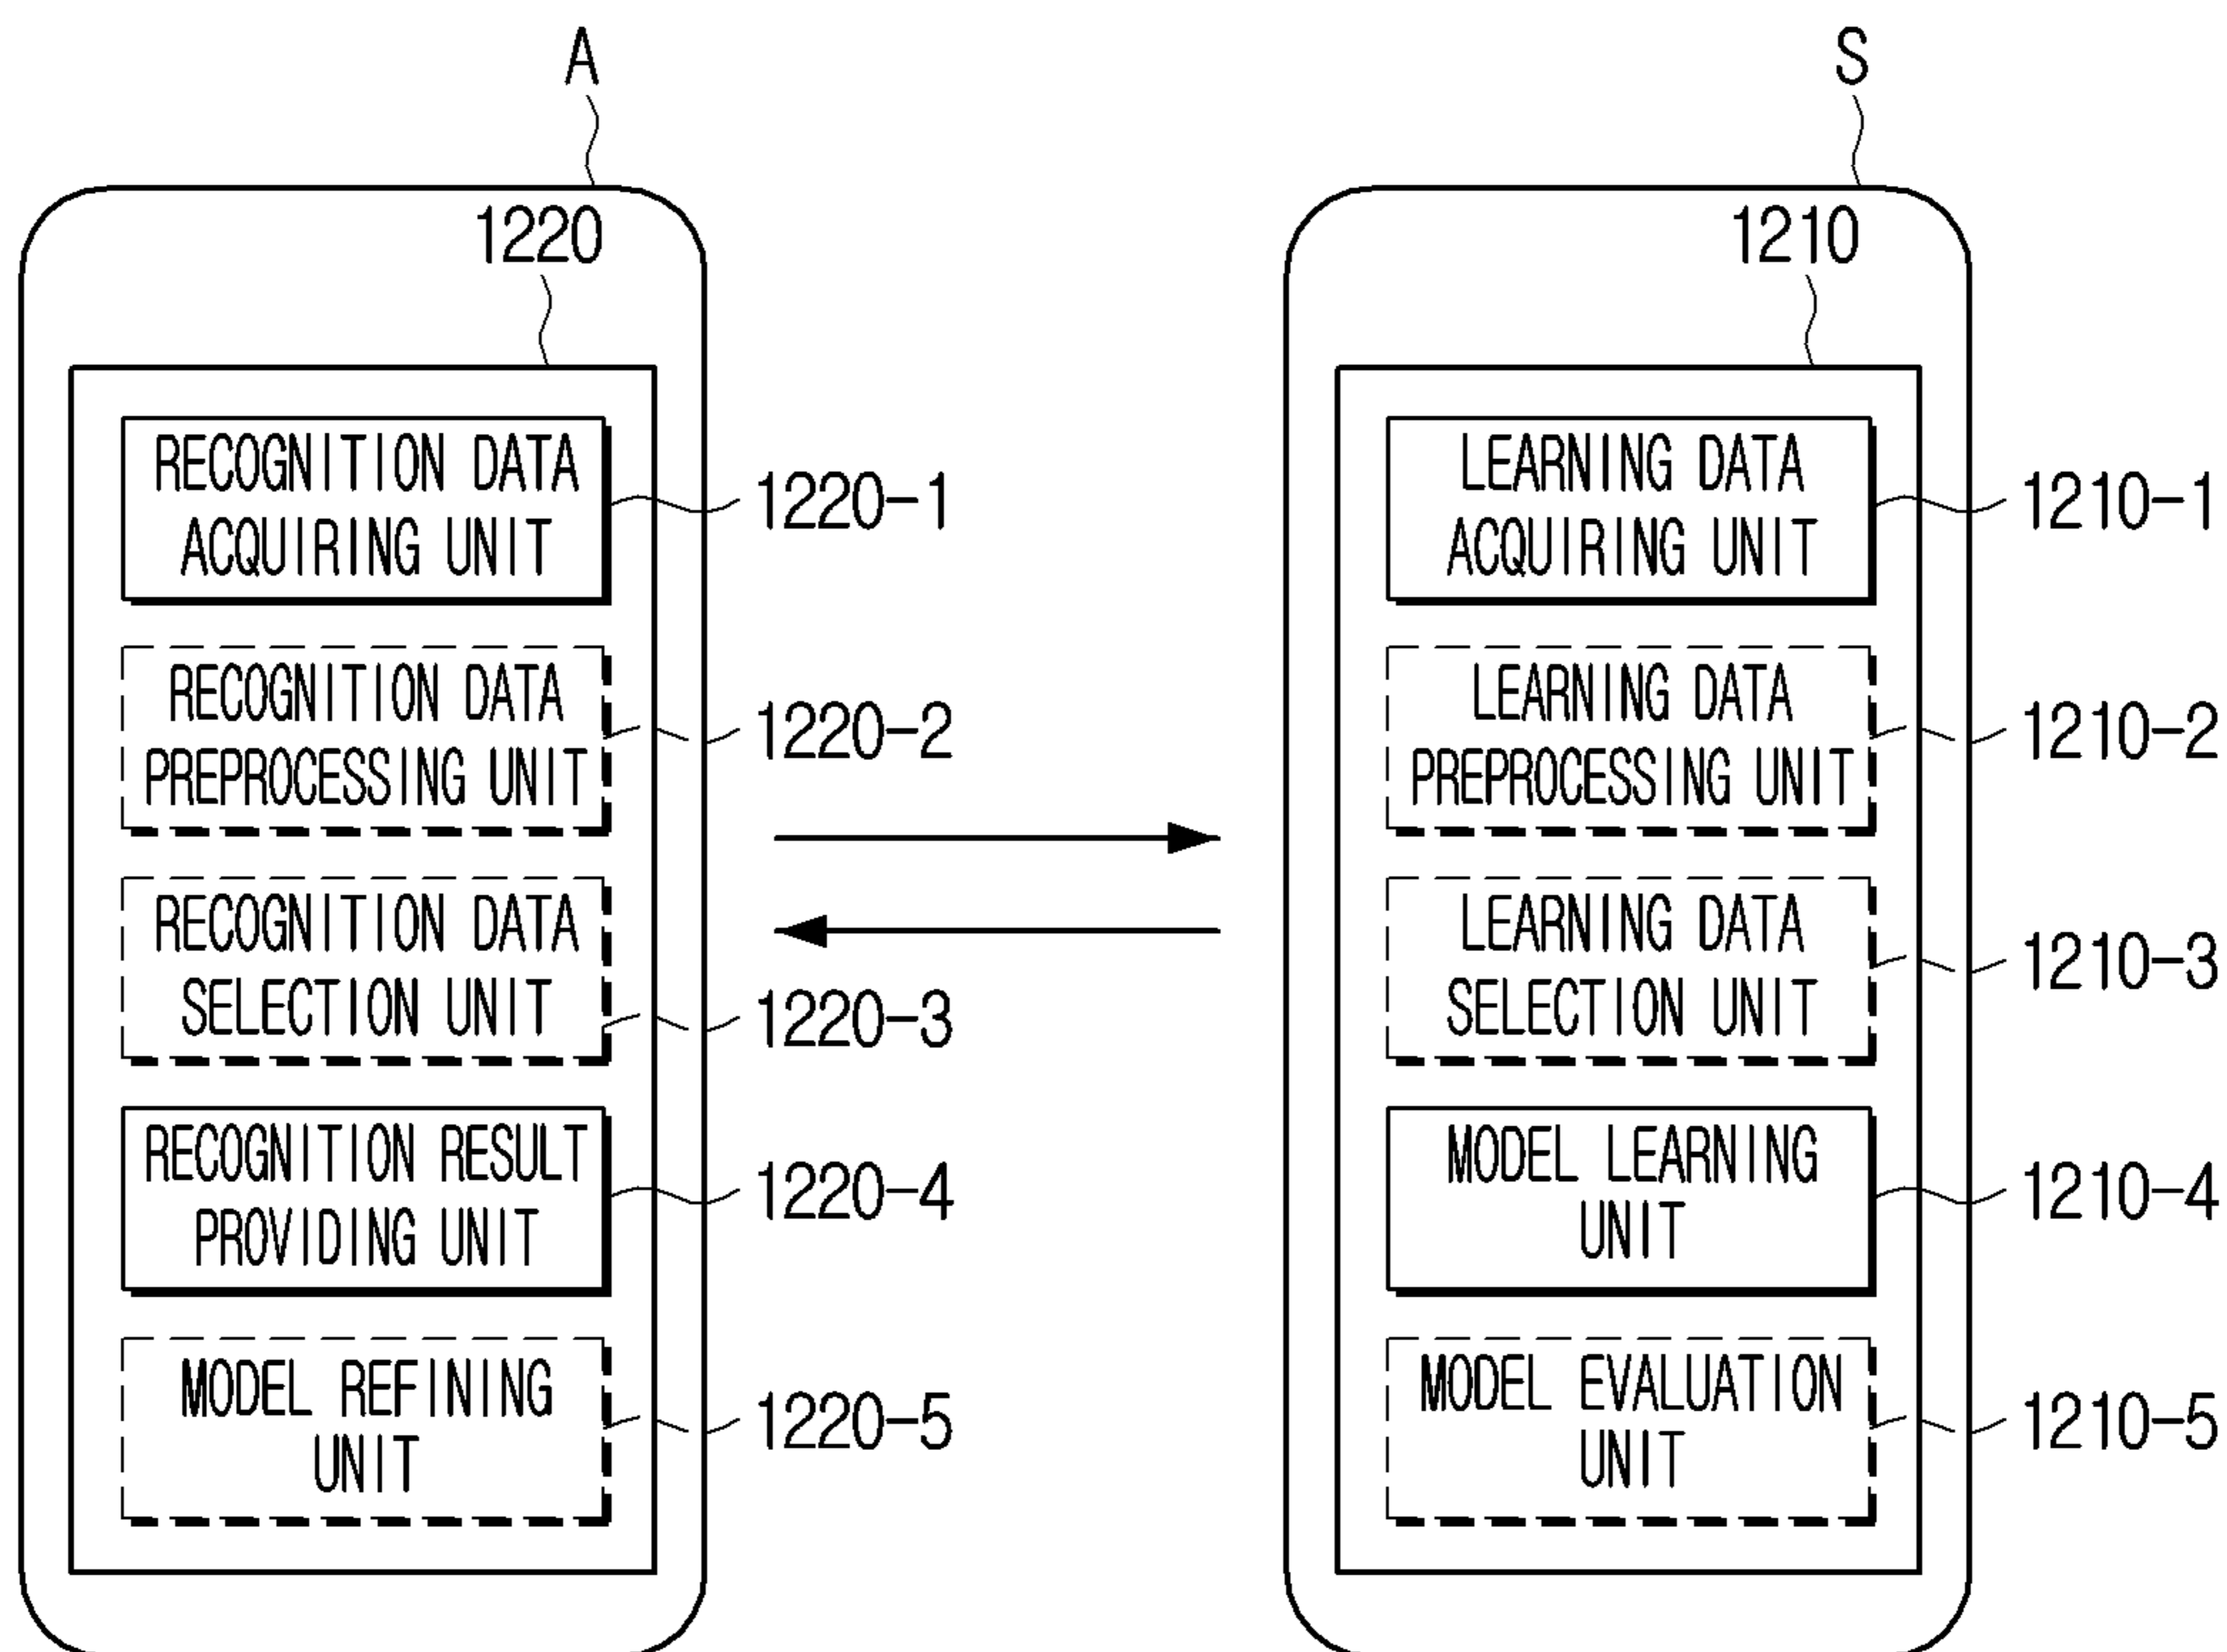 A
1220
RECOGNITION DATA
ACQUIRING UNIT
1220-1
RECOGNITION DATA
PREPROCESSING UNIT
1220-2
RECOGNITION DATA
SELECTION UNIT
1220-3
RECOGNITION RESULT
PROVIDING UNIT
1220-4
MODEL REFINING
UNIT
1220-5
S
1210
LEARNING DATA
ACQUIRING UNIT
1210-1
LEARNING DATA
PREPROCESSING UNIT
1210-2
LEARNING DATA
SELECTION UNIT
1210-3
MODEL LEARNING
UNIT
1210-4
MODEL EVALUATION
UNIT
1210-5